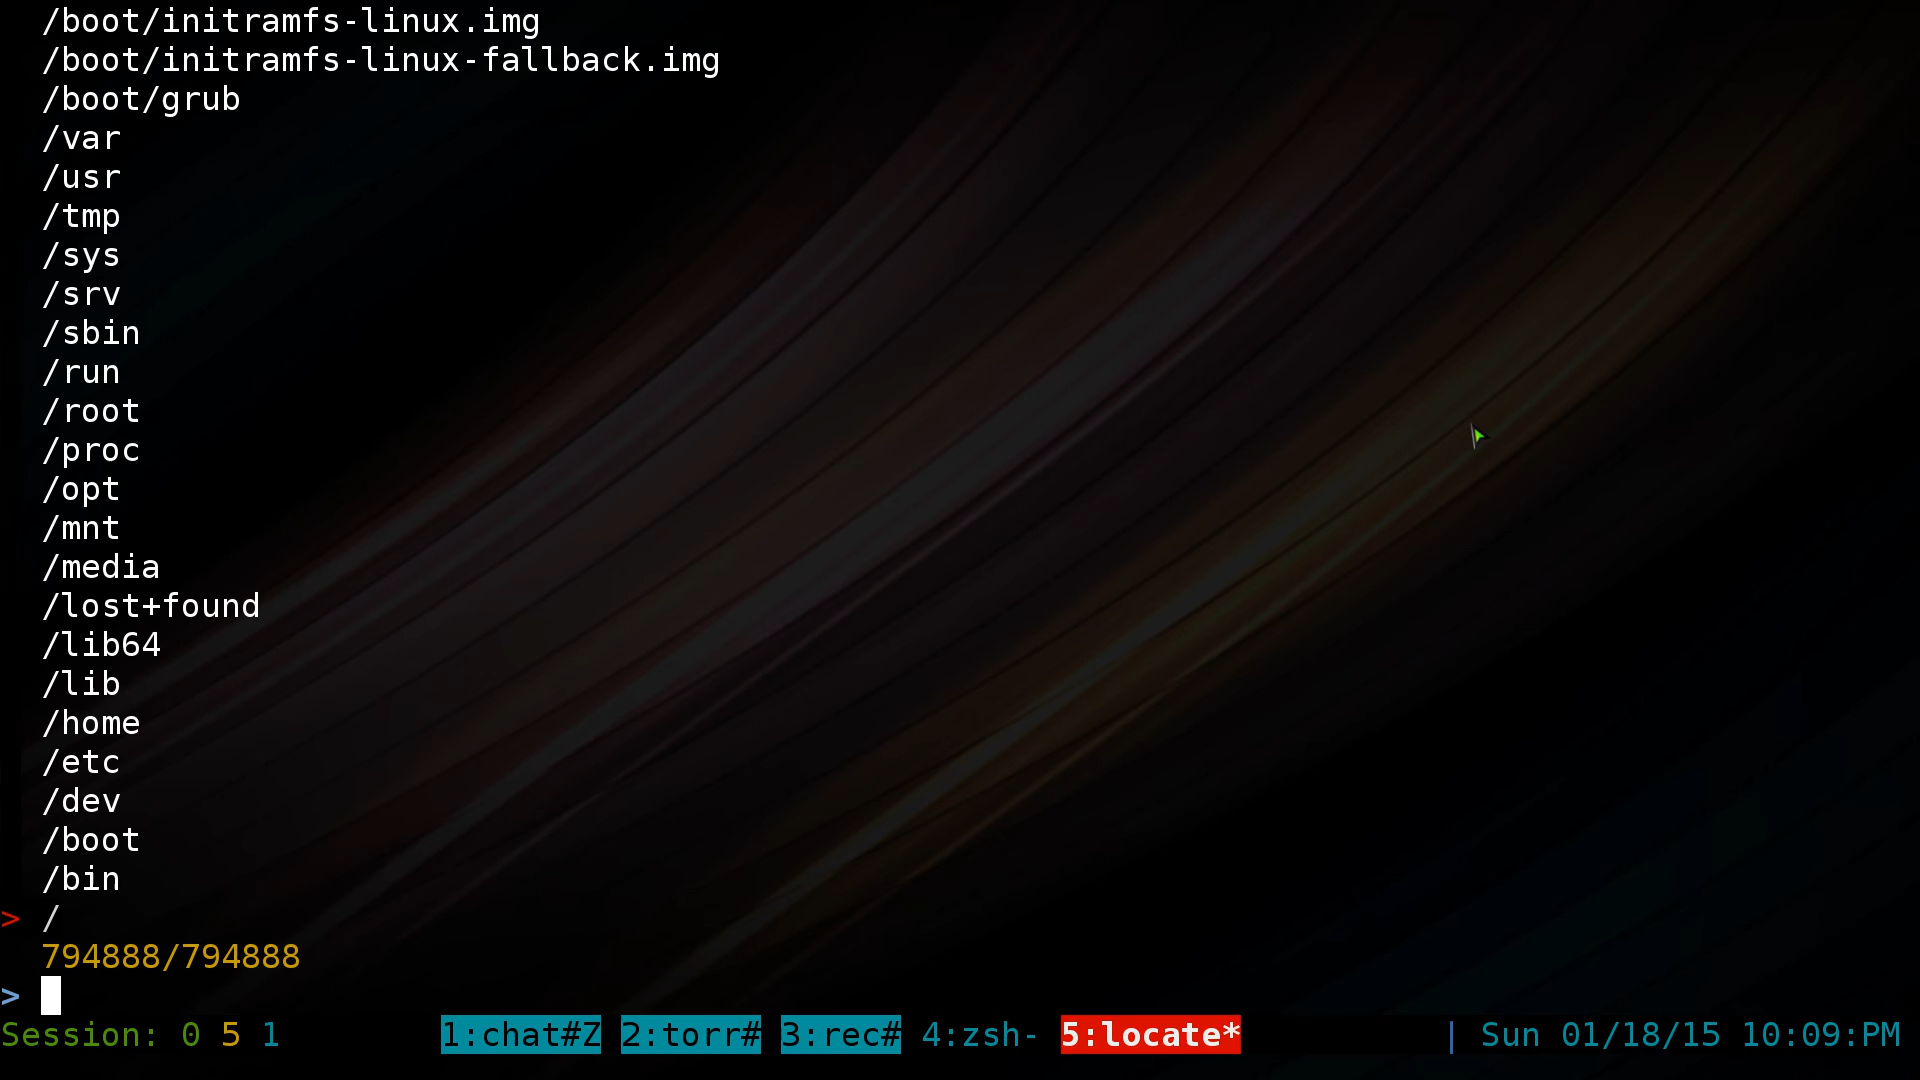 /boot/initramfs-linux.img
/boot/initramfs-linux-fallback.img
/boot/grub
/var
/usr
/tmp
/sys
/srv
/sbin
/run
/root
/proc
/opt
/mnt
/media
/lost+found
/lib64
/lib
/home
/etc
/dev
/boot
/bin
> /
794888/794888
>
Session: 0 5 1 1:chat#Z 2:torr# 3:rec# 4:zsh- 5:locate* | Sun 01/18/15 10:09:PM